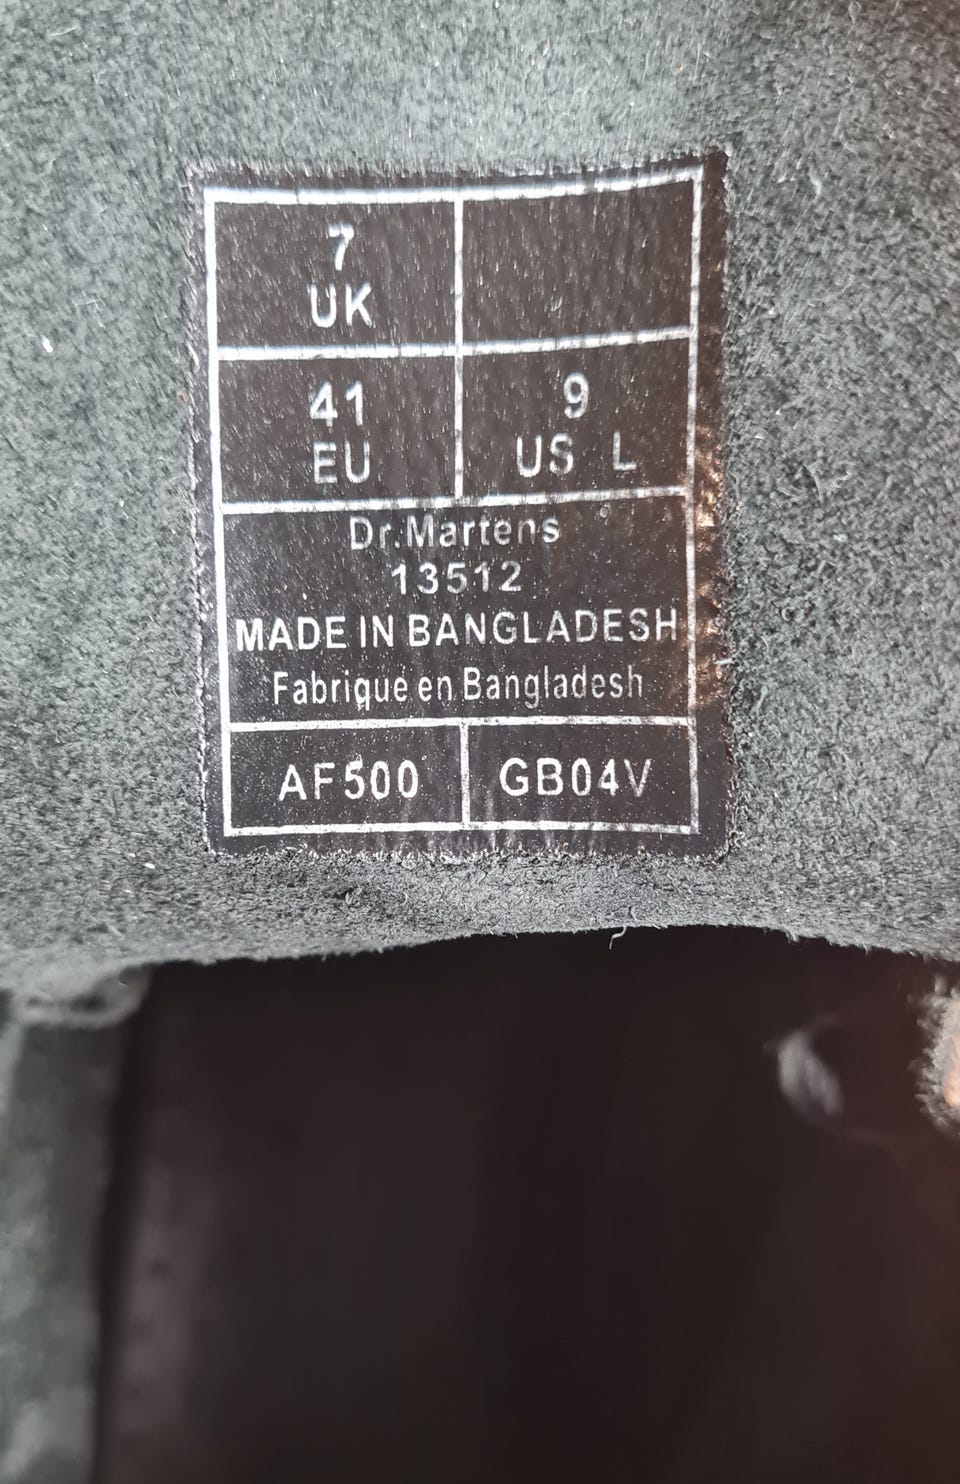 7
UK
41
EU
9
US L
Dr.Martens
13512
MADE IN BANGLADESH
Fabrique en Bangladesh
AF500
GB04V